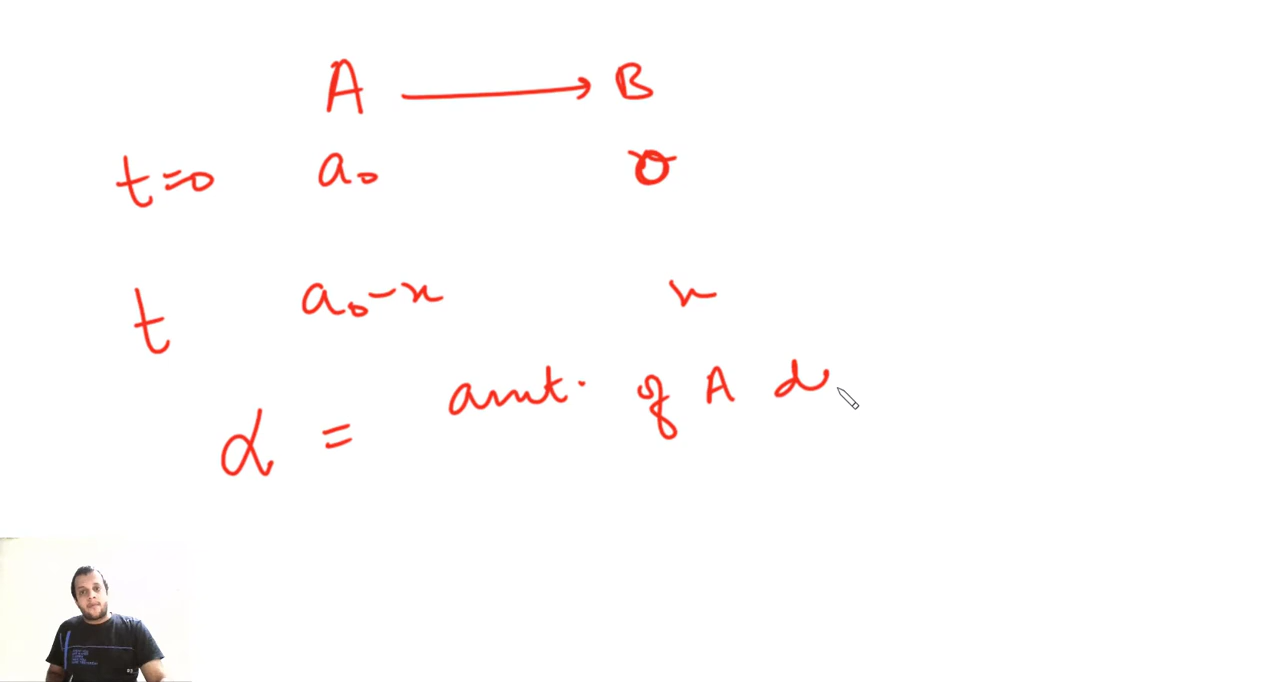 A → B
t=0 a₀ 0
t a₀-x x
α = amt. of A d